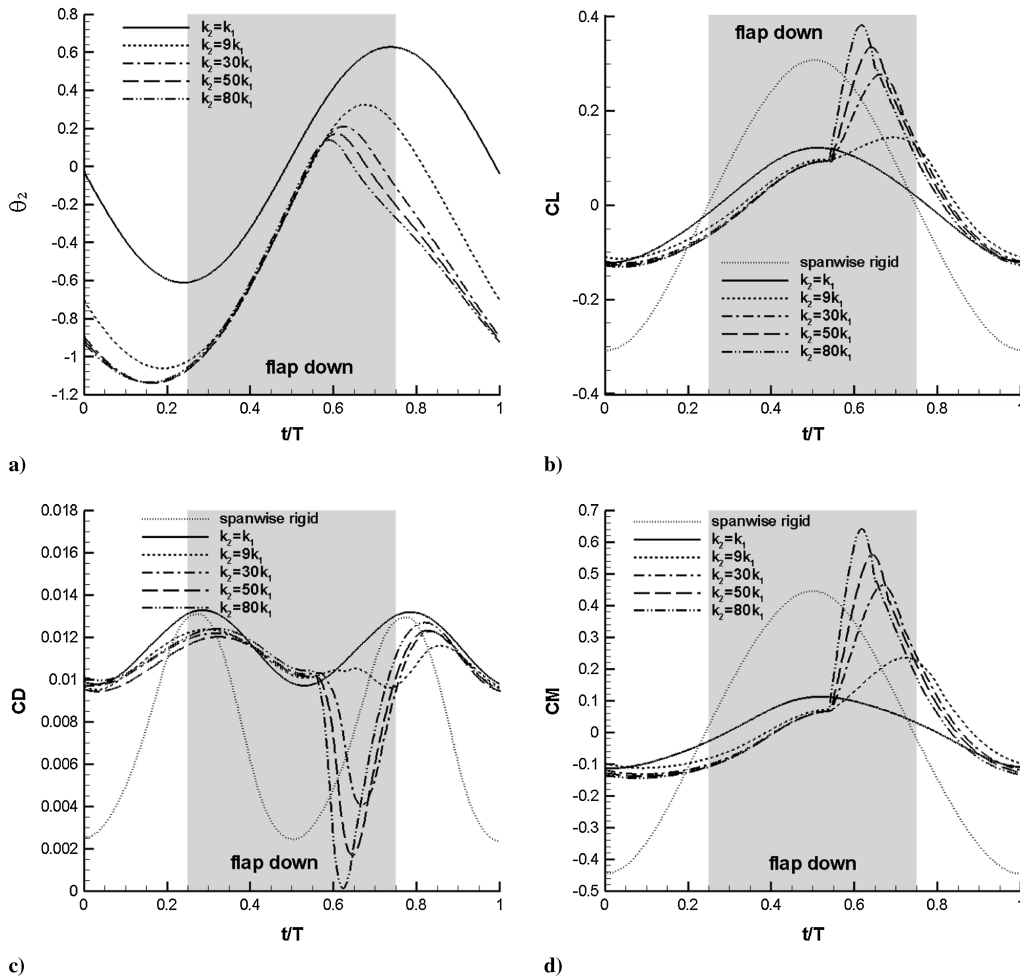 0.8
0.6
0.4
0.2
0
-0.2
-0.4
-0.6
-0.8
-1
-1.2
θ2
k2=k1
k2=9k1
k2=30k1
k2=50k1
k2=80k1
flap down
0 0.2 0.4 0.6 0.8 1
t/T
a)
0.4
0.2
0
-0.2
-0.4
CL
flap down
spanwise rigid
k2=k1
k2=9k1
k2=30k1
k2=50k1
k2=80k1
0 0.2 0.4 0.6 0.8 1
t/T
b)
0.018
0.016
0.014
0.012
0.01
0.008
0.006
0.004
0.002
0
CD
spanwise rigid
k2=k1
k2=9k1
k2=30k1
k2=50k1
k2=80k1
flap down
0 0.2 0.4 0.6 0.8 1
t/T
c)
0.7
0.6
0.5
0.4
0.3
0.2
0.1
0
-0.1
-0.2
-0.3
-0.4
-0.5
CM
spanwise rigid
k2=k1
k2=9k1
k2=30k1
k2=50k1
k2=80k1
flap down
0 0.2 0.4 0.6 0.8 1
t/T
d)